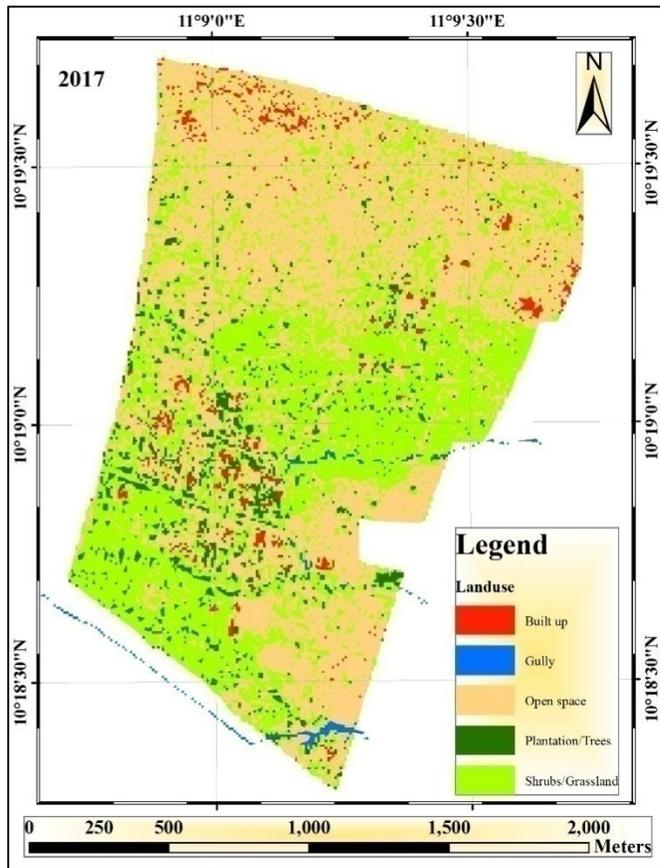 11°9'0"E 11°9'30"E
2017
N
10°19'30"N 10°19'30"N
10°19'0"N 10°19'0"N
10°18'30"N 10°18'30"N
Legend
Landuse
Built up
Gully
Open space
Plantation/Trees
Shrubs/Grassland
0 250 500 1,000 1,500 2,000
Meters